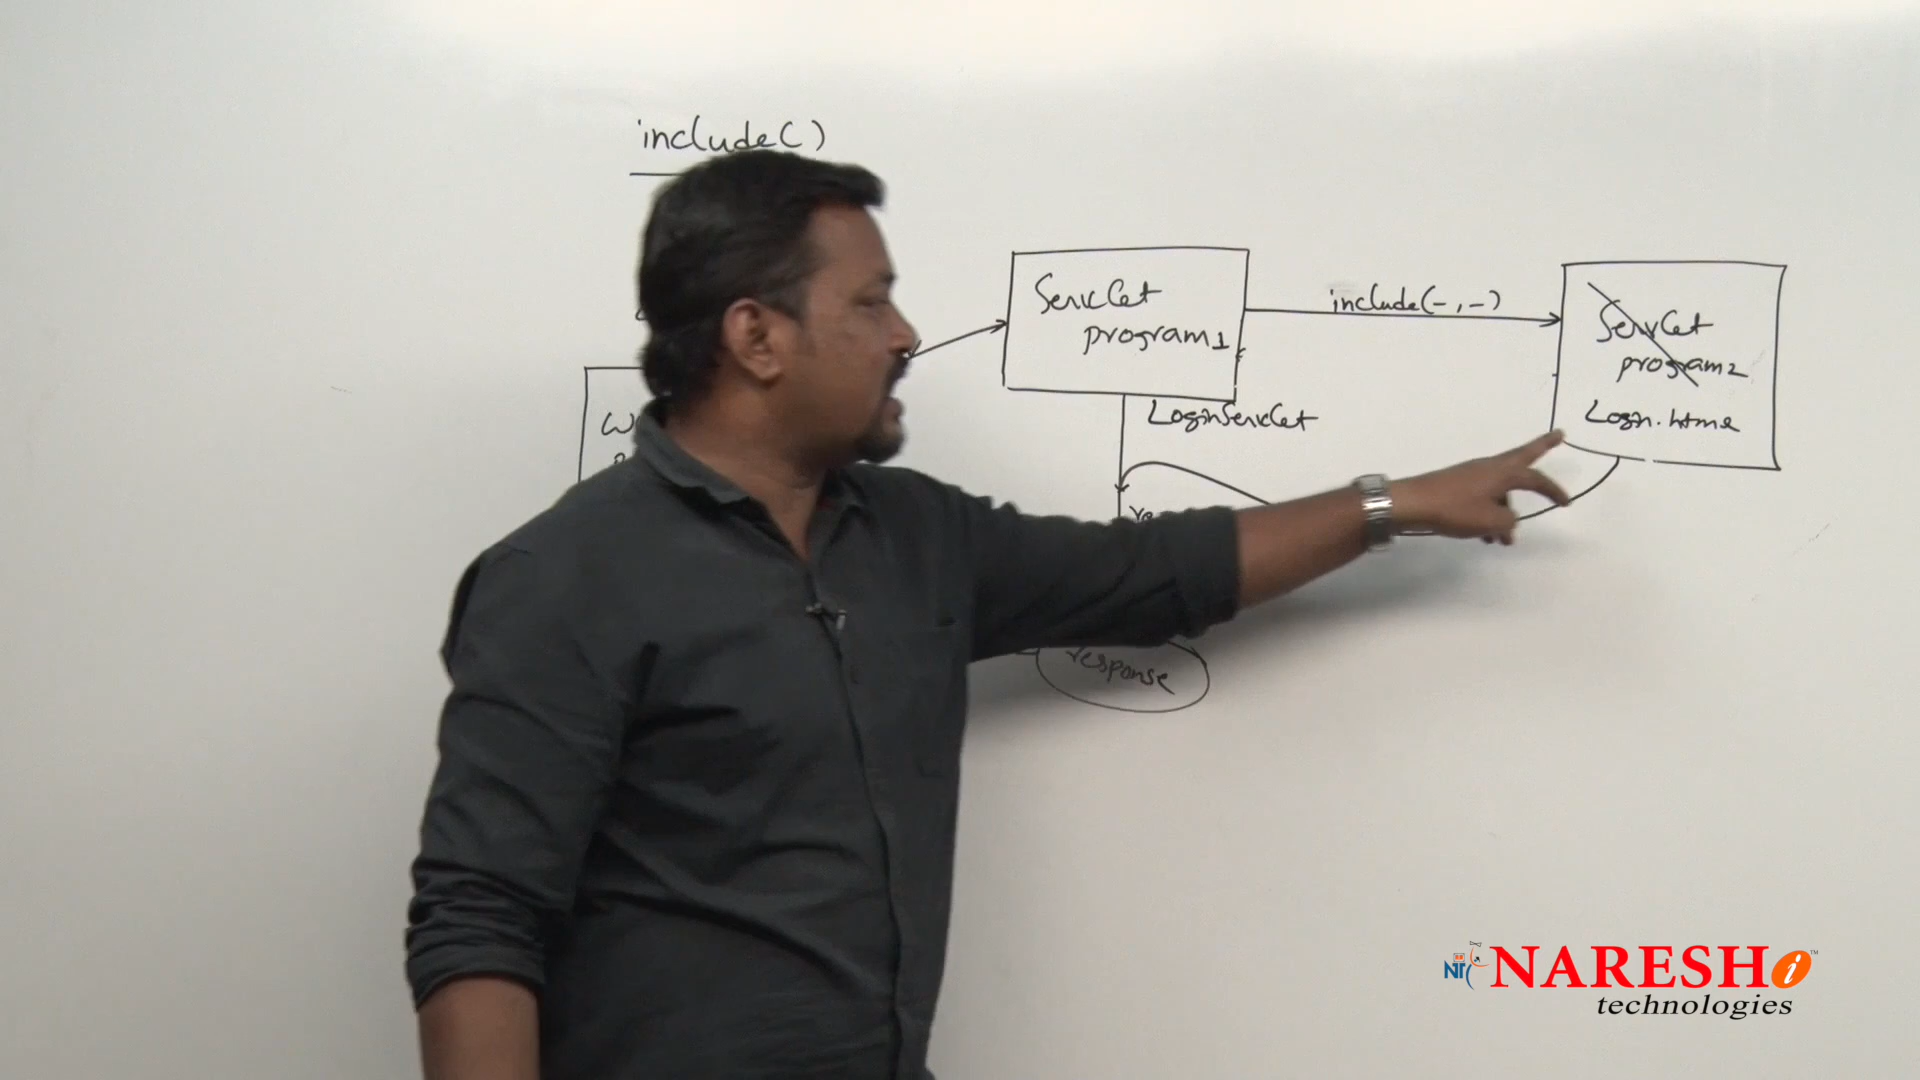 include()
Servlet
program1
include(-,-)
Servlet
program2
Login.html
LoginServlet
response
NARESH i
technologies